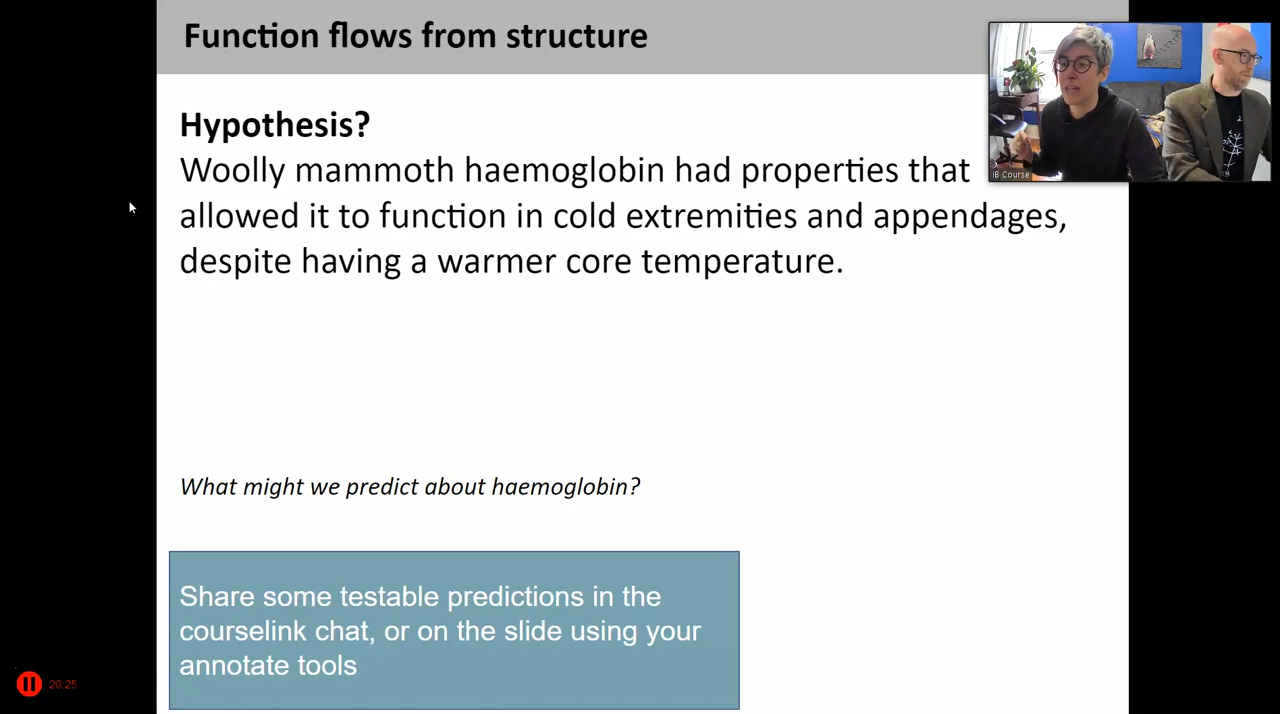 Function flows from structure
Hypothesis?
Woolly mammoth haemoglobin had properties that
allowed it to function in cold extremities and appendages,
despite having a warmer core temperature.
What might we predict about haemoglobin?
Share some testable predictions in the
courselink chat, or on the slide using your
annotate tools
IB Course
20:25